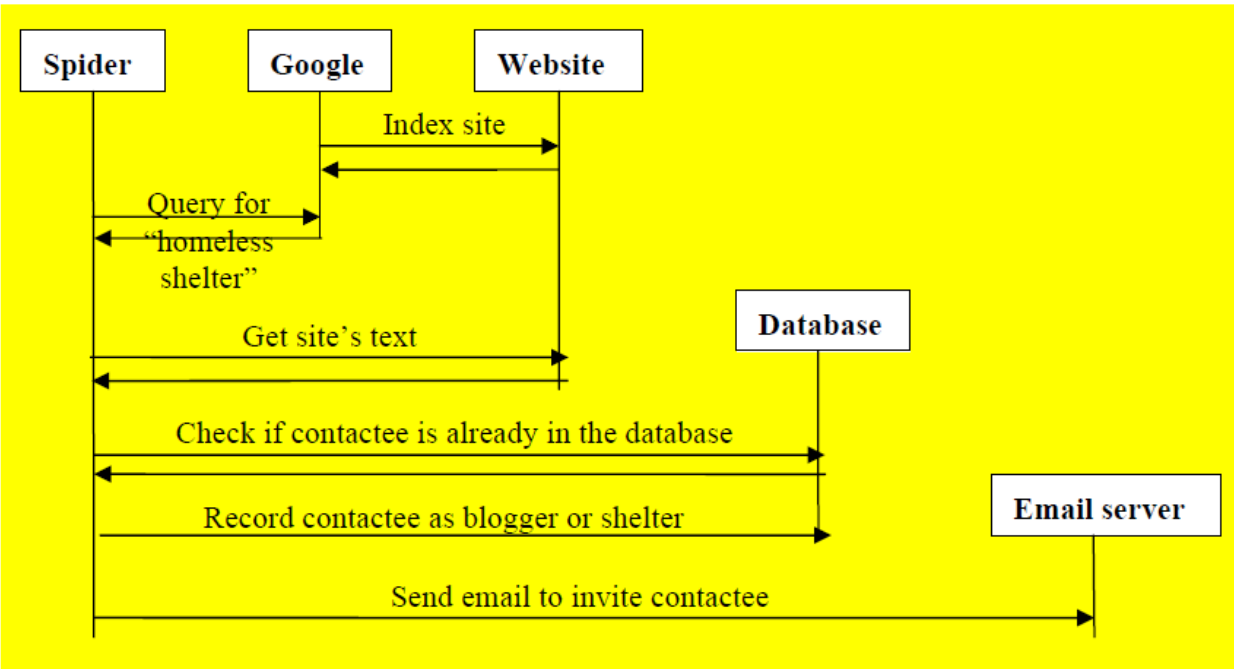 Spider
Google
Website
Index site
Query for
“homeless
shelter”
Get site’s text
Database
Check if contactee is already in the database
Record contactee as blogger or shelter
Email server
Send email to invite contactee